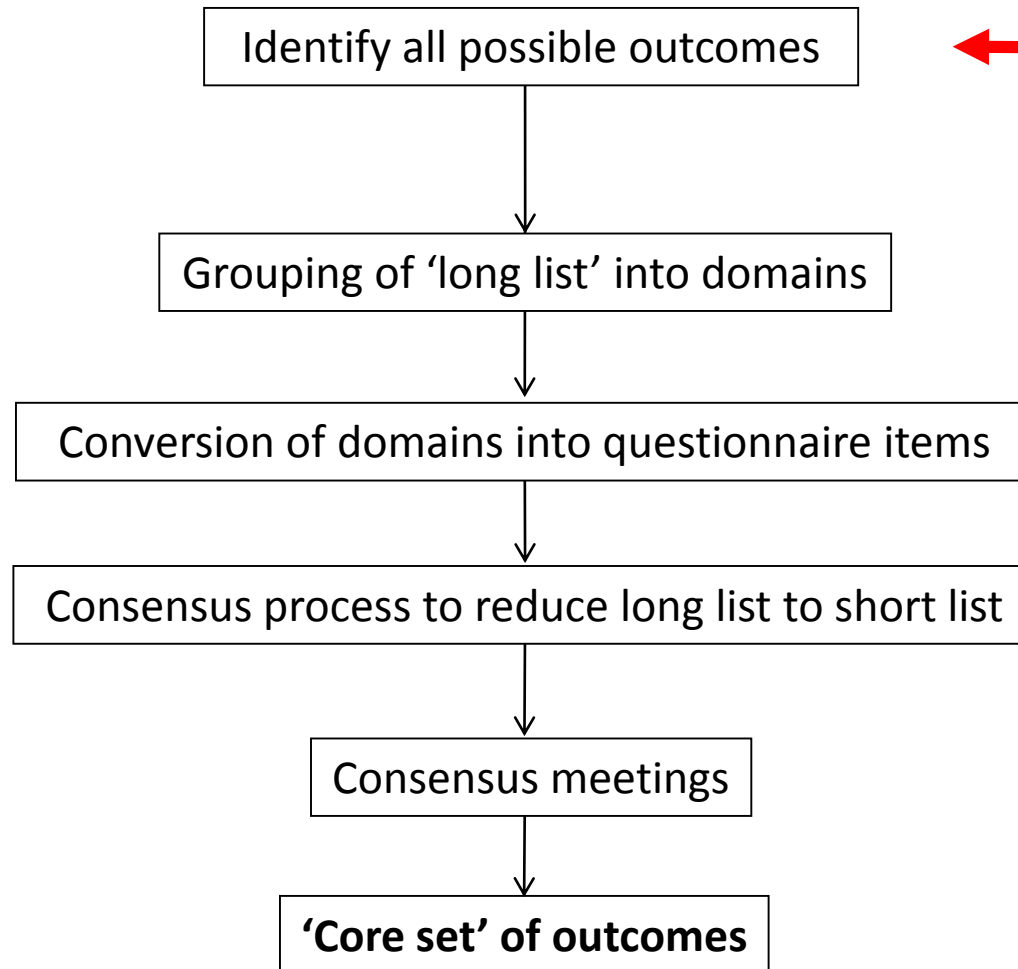 Identify all possible outcomes
Grouping of ‘long list’ into domains
Conversion of domains into questionnaire items
Consensus process to reduce long list to short list
Consensus meetings
‘Core set’ of outcomes